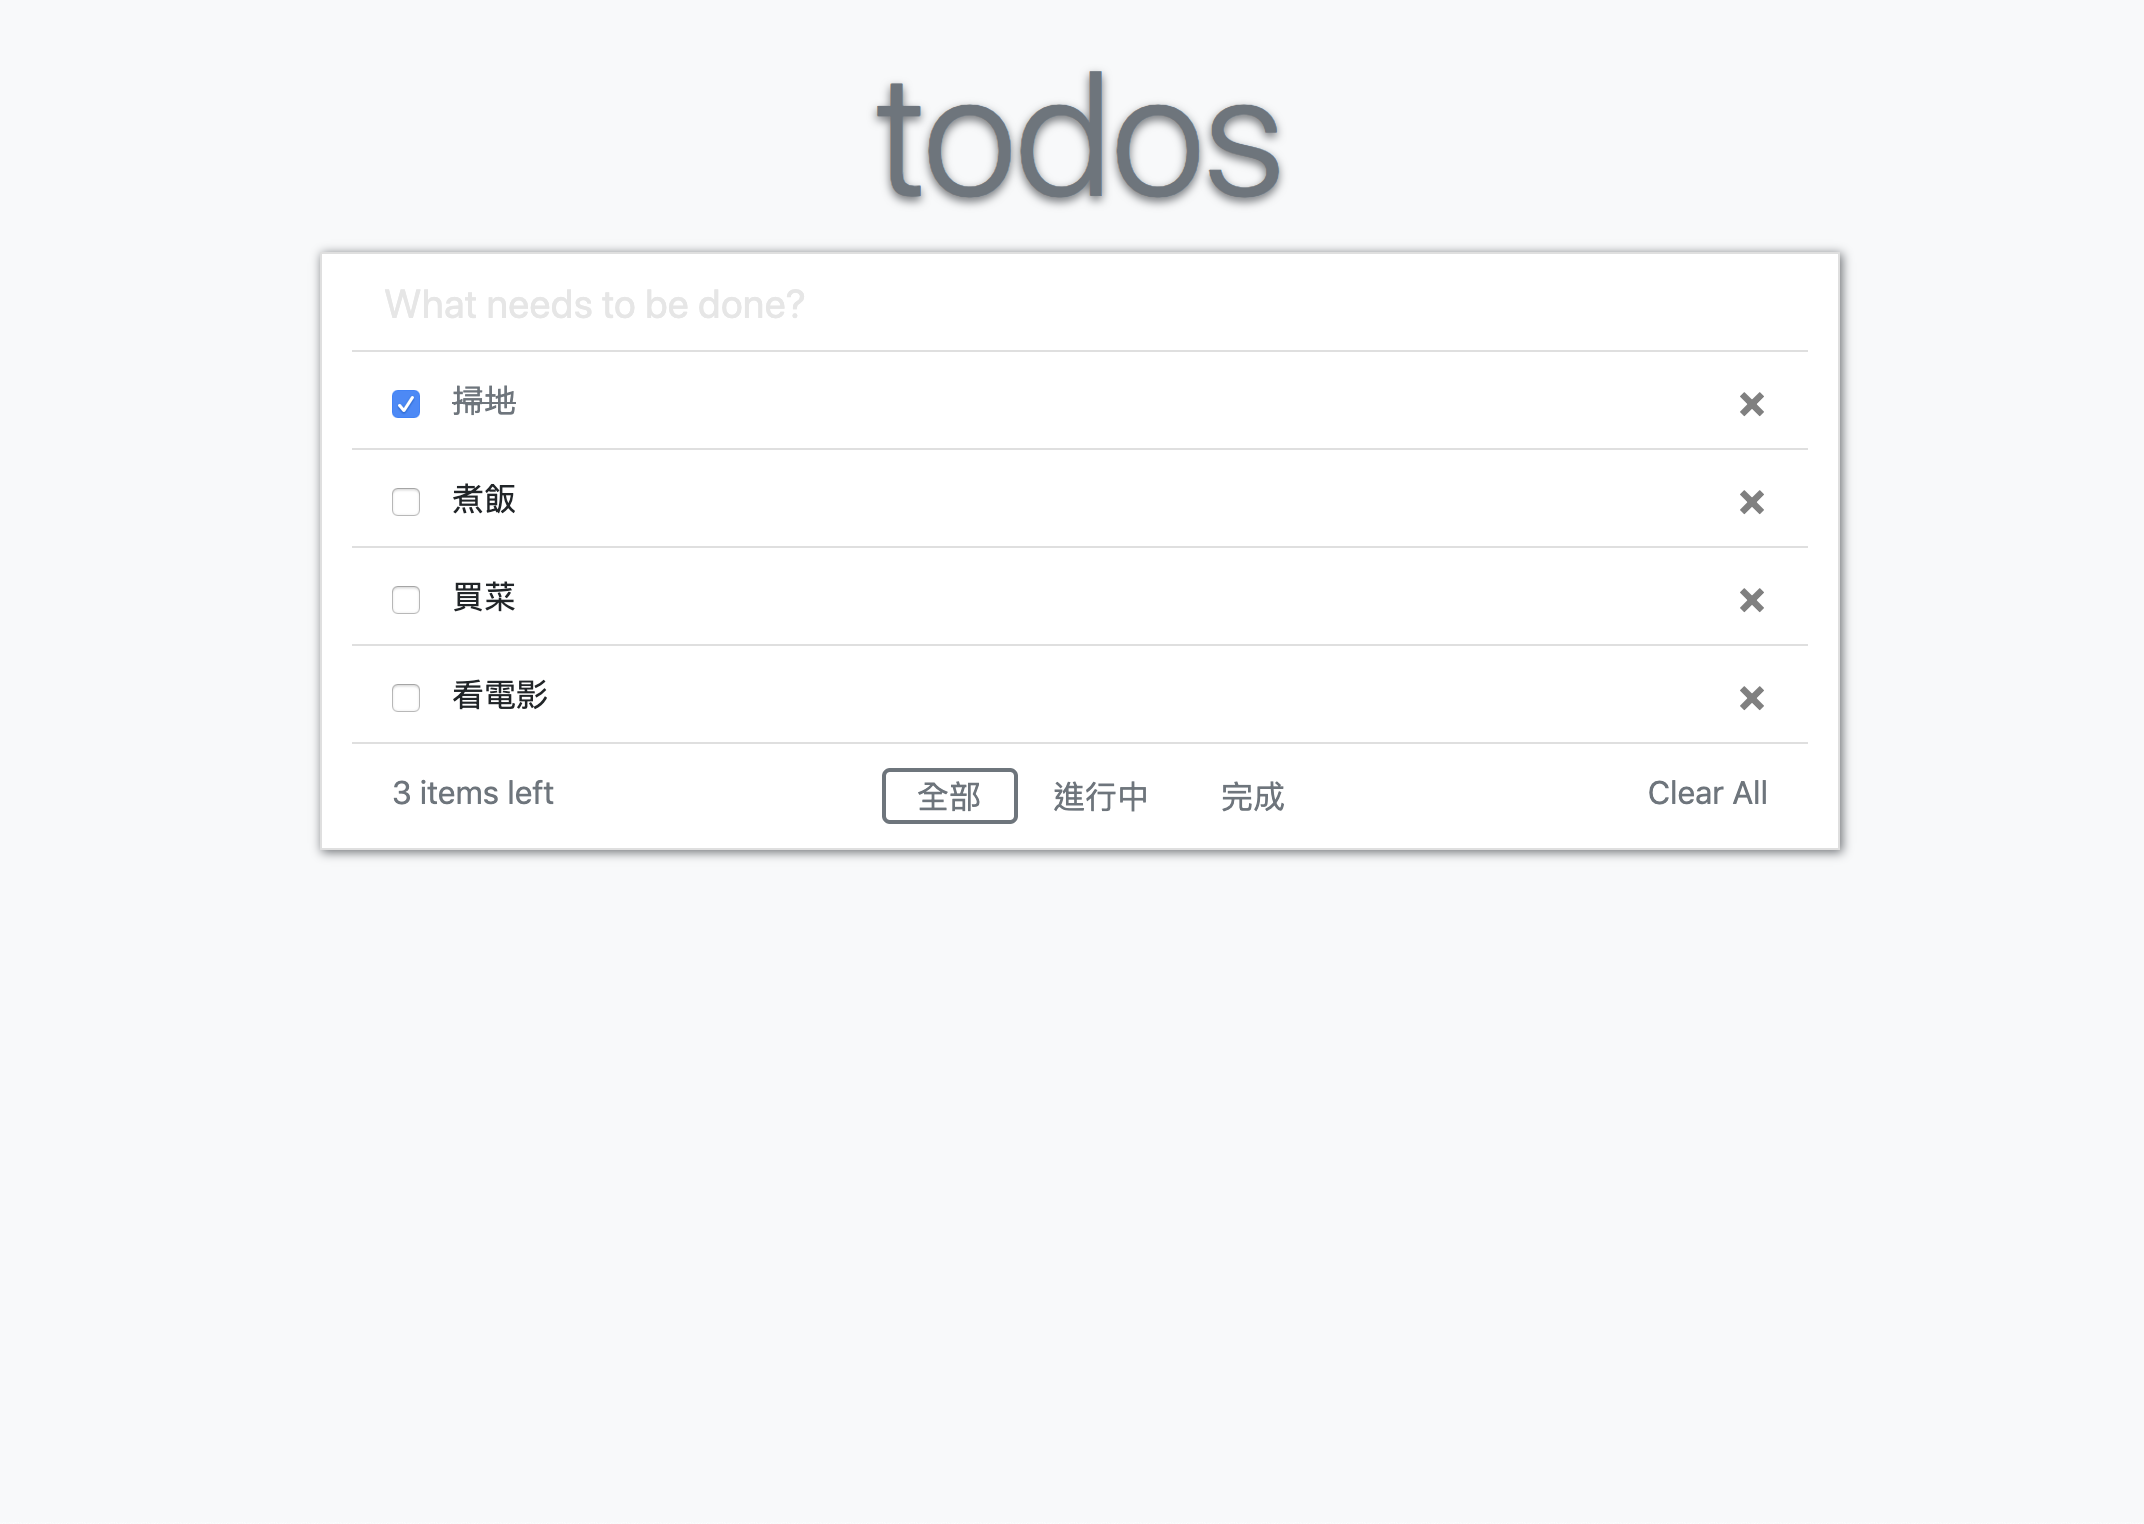 todos
What needs to be done?
掃地
煮飯
買菜
看電影
3 items left 全部 進行中 完成 Clear All